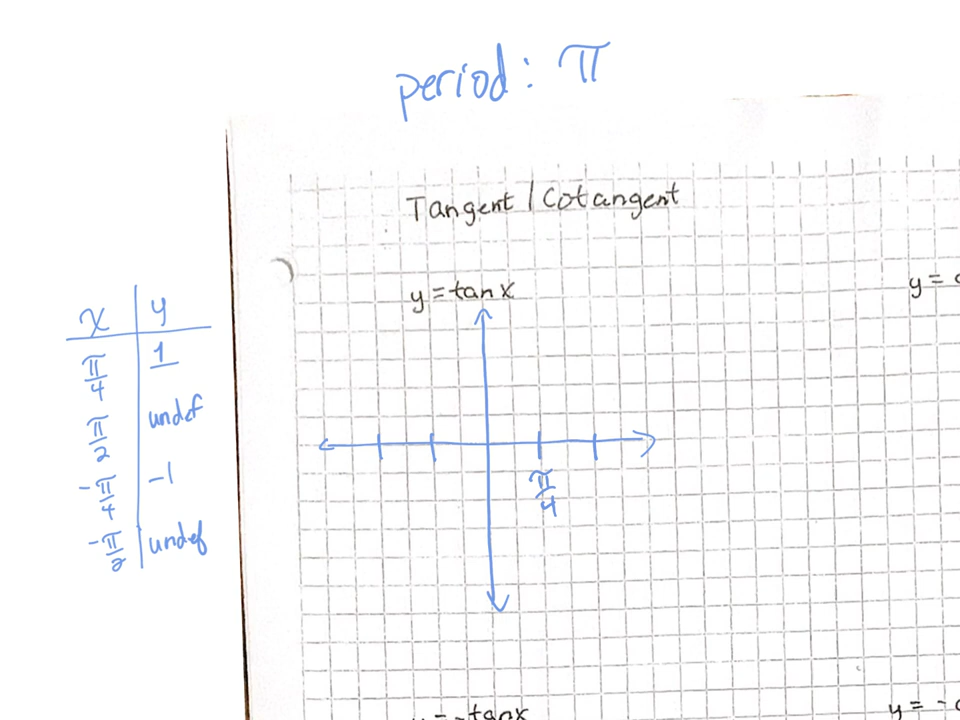 period: π
Tangent / Cotangent
y = tan x
y =
x | y
π/4 | 1
π/2 | undef
-π/4 | -1
-π/2 | undef
π/4
y = -tan x
y = -